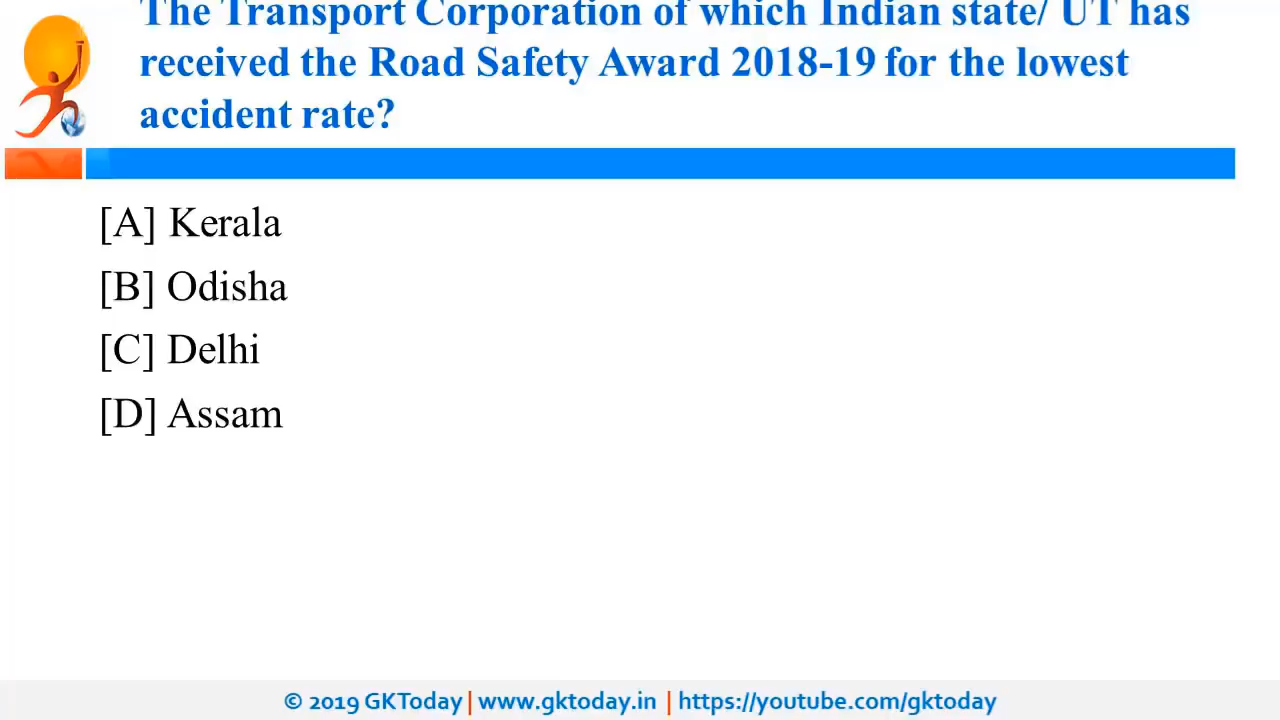 The Transport Corporation of which Indian state/ UT has
received the Road Safety Award 2018-19 for the lowest
accident rate?
[A] Kerala
[B] Odisha
[C] Delhi
[D] Assam
© 2019 GKToday | www.gktoday.in | https://youtube.com/gktoday